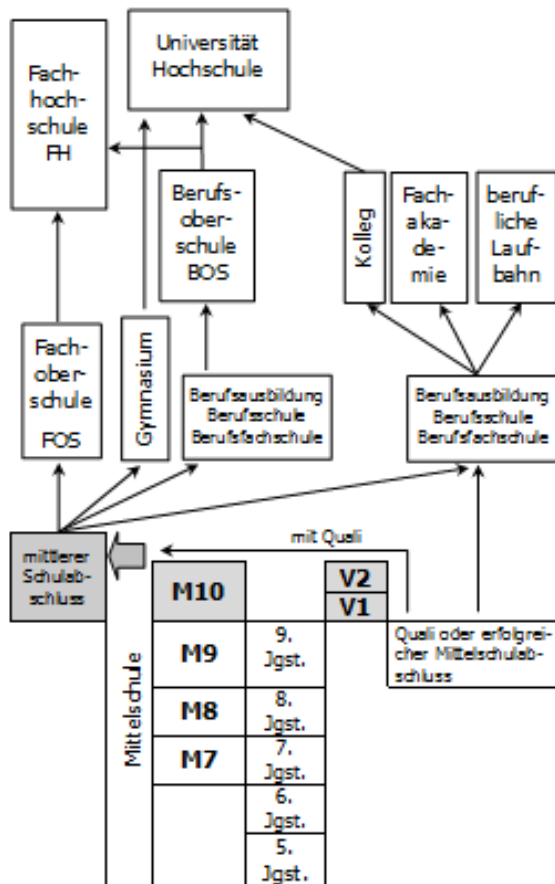 Universität
Hochschule
Fach-
hoch-
schule
FH
Berufs-
ober-
schule
BOS
Kolleg
Fach-
aka-
de-
mie
beruf-
liche
Lauf-
bahn
Fach-
ober-
schule
FOS
Gymnasium
Berufsausbildung
Berufsschule
Berufsfachschule
Berufsausbildung
Berufsschule
Berufsfachschule
mittlerer
Schulab-
schluss
mit Quali
M10
V2
V1
Quali oder erfolgrei-
cher Mittelschulab-
schluss
Mittelschule
M9
9.
Jgst.
M8
8.
Jgst.
M7
7.
Jgst.
6.
Jgst.
5.
Jgst.